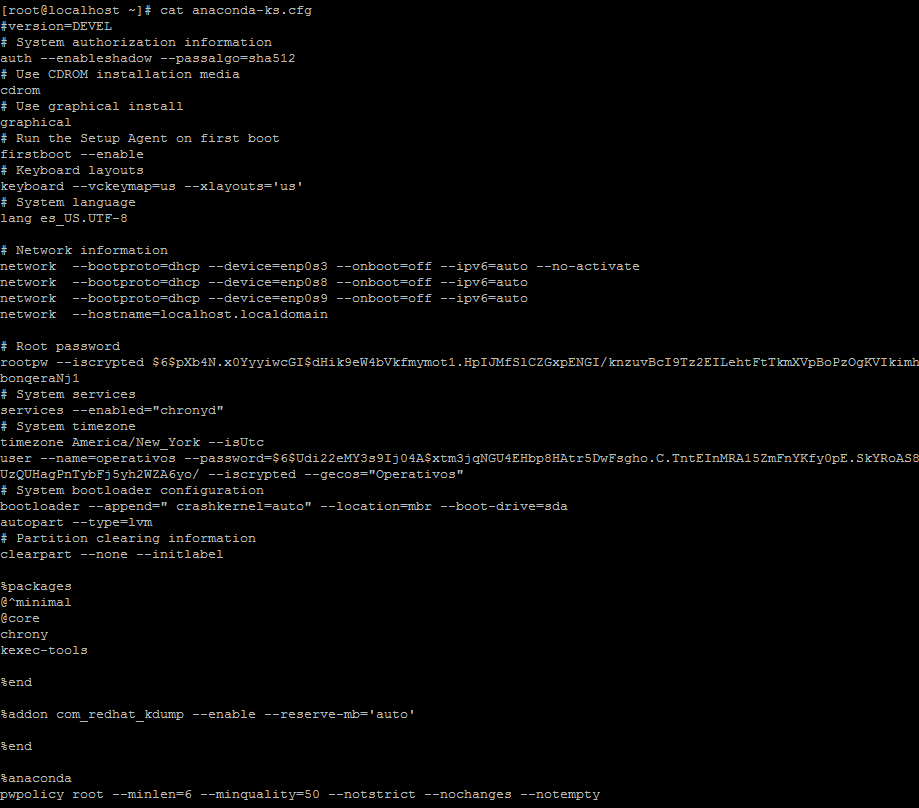 [root@localhost ~]# cat anaconda-ks.cfg
#version=DEVEL
# System authorization information
auth --enableshadow --passalgo=sha512
# Use CDROM installation media
cdrom
# Use graphical install
graphical
# Run the Setup Agent on first boot
firstboot --enable
# Keyboard layouts
keyboard --vckeymap=us --xlayouts='us'
# System language
lang es_US.UTF-8

# Network information
network  --bootproto=dhcp --device=enp0s3 --onboot=off --ipv6=auto --no-activate
network  --bootproto=dhcp --device=enp0s8 --onboot=off --ipv6=auto
network  --bootproto=dhcp --device=enp0s9 --onboot=off --ipv6=auto
network  --hostname=localhost.localdomain

# Root password
rootpw --iscrypted $6$pXb4N.x0YyyiwcGI$dHik9eW4bVkfmymot1.HpIJMfSlCZGxpENGI/knzuvBcI9Tz2EILehtFtTkmXVpBoPzOgKVIkimh
bonqeraNj1
# System services
services --enabled="chronyd"
# System timezone
timezone America/New_York --isUtc
user --name=operativos --password=$6$Udi22eMY3s9Ij04A$xtm3jqNGU4EHbp8HAtr5DwFsgho.C.TntEInMRA15ZmFnYKfy0pE.SkYRoAS8
UzQUHagPnTybFj5yh2WZA6yo/ --iscrypted --gecos="Operativos"
# System bootloader configuration
bootloader --append=" crashkernel=auto" --location=mbr --boot-drive=sda
autopart --type=lvm
# Partition clearing information
clearpart --none --initlabel

%packages
@^minimal
@core
chrony
kexec-tools

%end

%addon com_redhat_kdump --enable --reserve-mb='auto'

%end

%anaconda
pwpolicy root --minlen=6 --minquality=50 --notstrict --nochanges --notempty